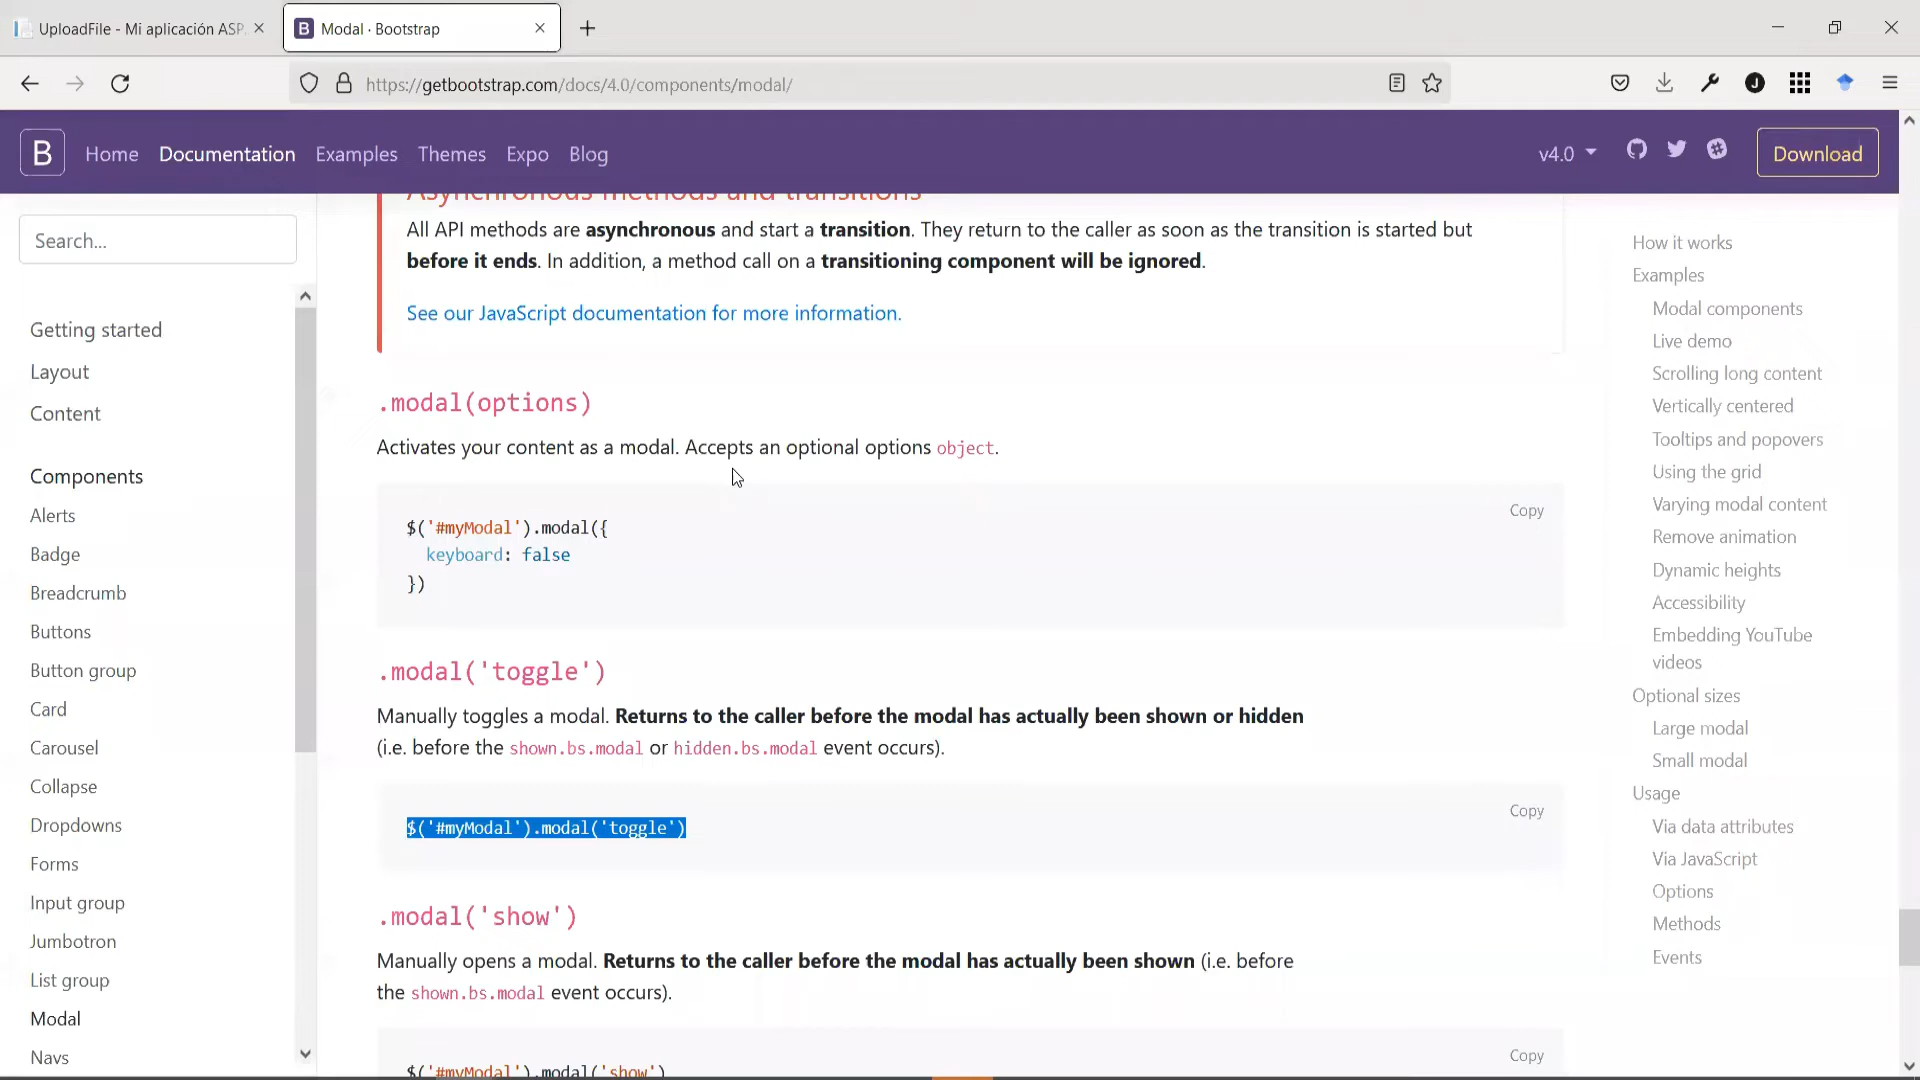 UploadFile - Mi aplicación ASP.
Modal · Bootstrap
https://getbootstrap.com/docs/4.0/components/modal/
J
B Home Documentation Examples Themes Expo Blog
v4.0
Download
Search...
Getting started
Layout
Content
Components
Alerts
Badge
Breadcrumb
Buttons
Button group
Card
Carousel
Collapse
Dropdowns
Forms
Input group
Jumbotron
List group
Modal
Navs
Asynchronous methods and transitions
All API methods are asynchronous and start a transition. They return to the caller as soon as the transition is started but
before it ends. In addition, a method call on a transitioning component will be ignored.
See our JavaScript documentation for more information.
.modal(options)
Activates your content as a modal. Accepts an optional options object.
Copy
$('#myModal').modal({
keyboard: false
})
.modal('toggle')
Manually toggles a modal. Returns to the caller before the modal has actually been shown or hidden
(i.e. before the shown.bs.modal or hidden.bs.modal event occurs).
Copy
$('#myModal').modal('toggle')
.modal('show')
Manually opens a modal. Returns to the caller before the modal has actually been shown (i.e. before
the shown.bs.modal event occurs).
Copy
$('#myModal').modal('show')
How it works
Examples
Modal components
Live demo
Scrolling long content
Vertically centered
Tooltips and popovers
Using the grid
Varying modal content
Remove animation
Dynamic heights
Accessibility
Embedding YouTube
videos
Optional sizes
Large modal
Small modal
Usage
Via data attributes
Via JavaScript
Options
Methods
Events